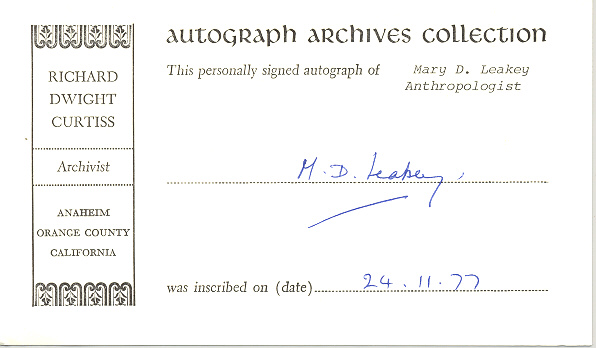 AUTOGRAPH ARCHIVES COLLECTION
RICHARD
DWIGHT
CURTISS
Archivist
ANAHEIM
ORANGE COUNTY
CALIFORNIA
This personally signed autograph of Mary D. Leakey
Anthropologist
M. D. Leakey
was inscribed on (date) 24.11.77